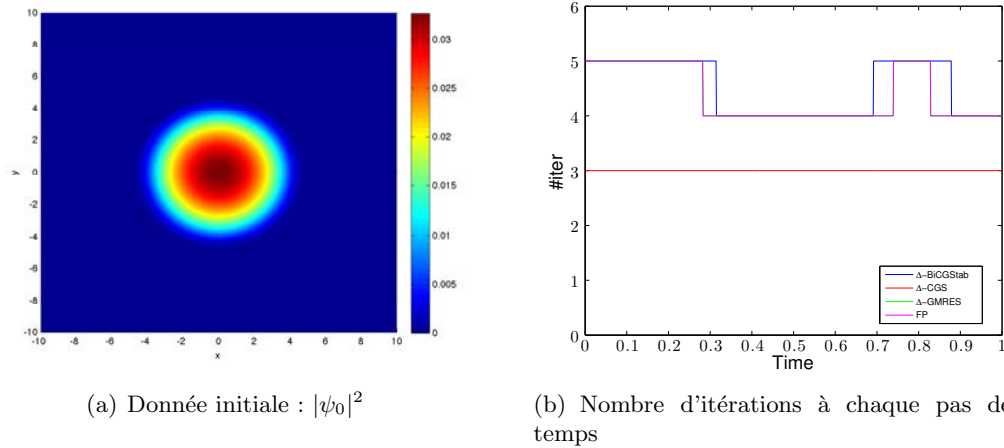 10
8
6
4
2
0
-2
-4
-6
-8
-10
y
-10 -8 -6 -4 -2 0 2 4 6 8 10
x
0.03
0.025
0.02
0.015
0.01
0.005
0
(a) Donnée initiale : |ψ₀|²
6
5
4
3
2
1
0
#iter
0 0.1 0.2 0.3 0.4 0.5 0.6 0.7 0.8 0.9 1
Time
Δ-BiCGStab
Δ-CGS
Δ-GMRES
FP
(b) Nombre d'itérations à chaque pas de
temps